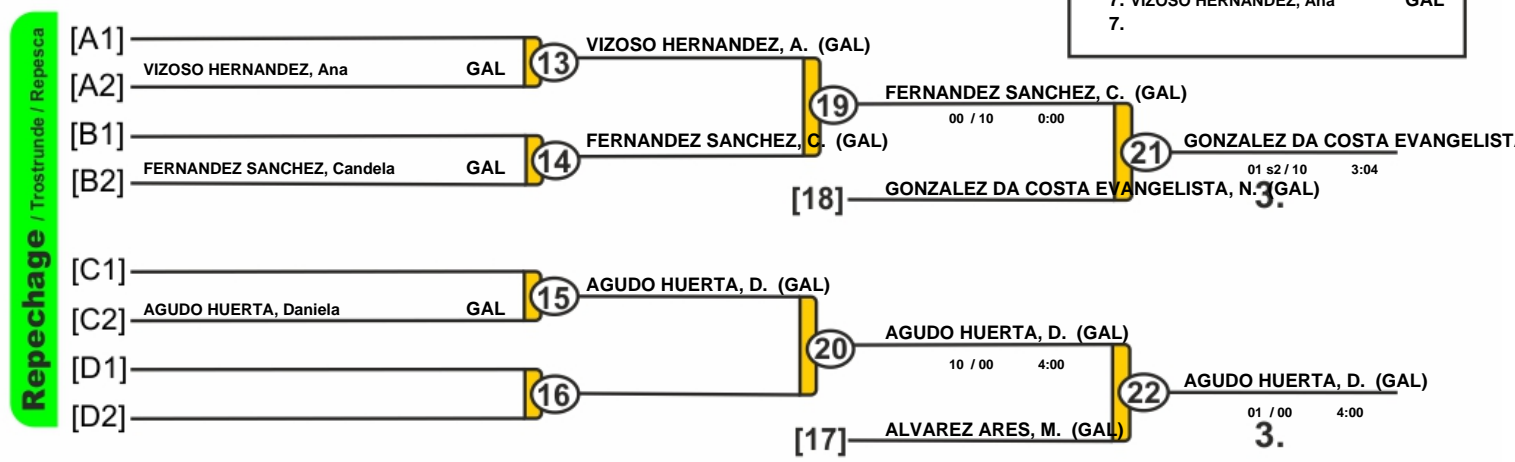 7. VIZOSO HERNANDEZ, Ana GAL
7.
Repechage / Trostrunde / Repesca
[A1]
VIZOSO HERNANDEZ, Ana GAL
[A2]
13
VIZOSO HERNANDEZ, A. (GAL)
[B1]
FERNANDEZ SANCHEZ, Candela GAL
[B2]
14
FERNANDEZ SANCHEZ, C. (GAL)
19
FERNANDEZ SANCHEZ, C. (GAL)
00 / 10 0:00
[18]
GONZALEZ DA COSTA EVANGELISTA, N. (GAL)
21
GONZALEZ DA COSTA EVANGELISTA
01 s2 / 10 3:04
3.
[C1]
AGUDO HUERTA, Daniela GAL
[C2]
15
AGUDO HUERTA, D. (GAL)
[D1]
[D2]
16
20
AGUDO HUERTA, D. (GAL)
10 / 00 4:00
[17]
ALVAREZ ARES, M. (GAL)
22
AGUDO HUERTA, D. (GAL)
01 / 00 4:00
3.